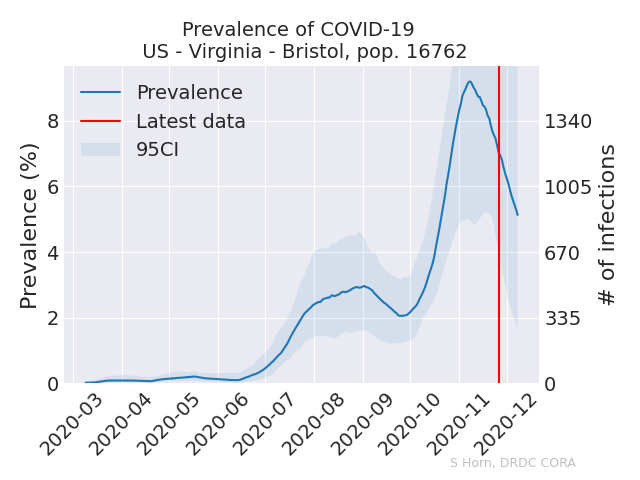 Prevalence of COVID-19
US - Virginia - Bristol, pop. 16762
Prevalence
Latest data
95CI
Prevalence (%)
8
6
4
2
0
# of infections
1340
1005
670
335
0
2020-03
2020-04
2020-05
2020-06
2020-07
2020-08
2020-09
2020-10
2020-11
2020-12
S Horn, DRDC CORA